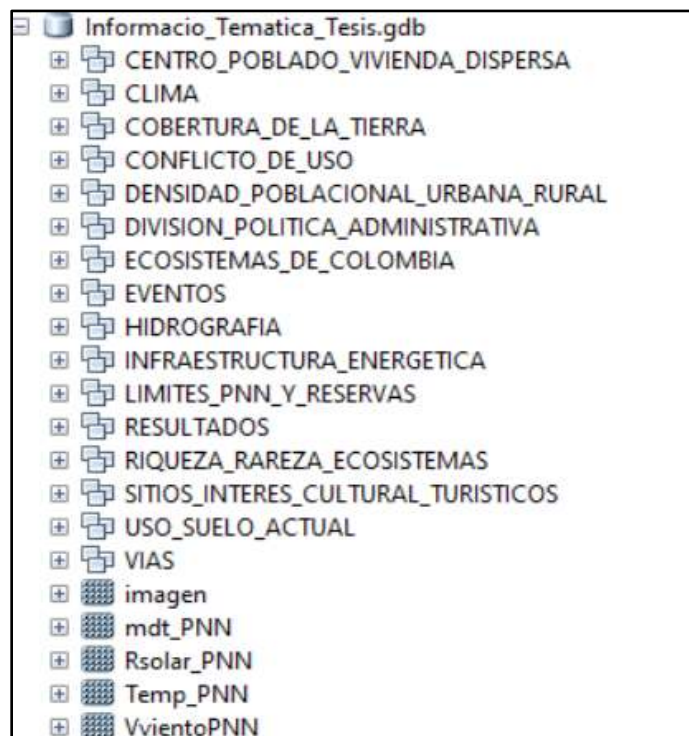 Informacio_Tematica_Tesis.gdb
CENTRO_POBLADO_VIVIENDA_DISPERSA
CLIMA
COBERTURA_DE_LA_TIERRA
CONFLICTO_DE_USO
DENSIDAD_POBLACIONAL_URBANA_RURAL
DIVISION_POLITICA_ADMINISTRATIVA
ECOSISTEMAS_DE_COLOMBIA
EVENTOS
HIDROGRAFIA
INFRAESTRUCTURA_ENERGETICA
LIMITES_PNN_Y_RESERVAS
RESULTADOS
RIQUEZA_RAREZA_ECOSISTEMAS
SITIOS_INTERES_CULTURAL_TURISTICOS
USO_SUELO_ACTUAL
VIAS
imagen
mdt_PNN
Rsolar_PNN
Temp_PNN
VvientoPNN